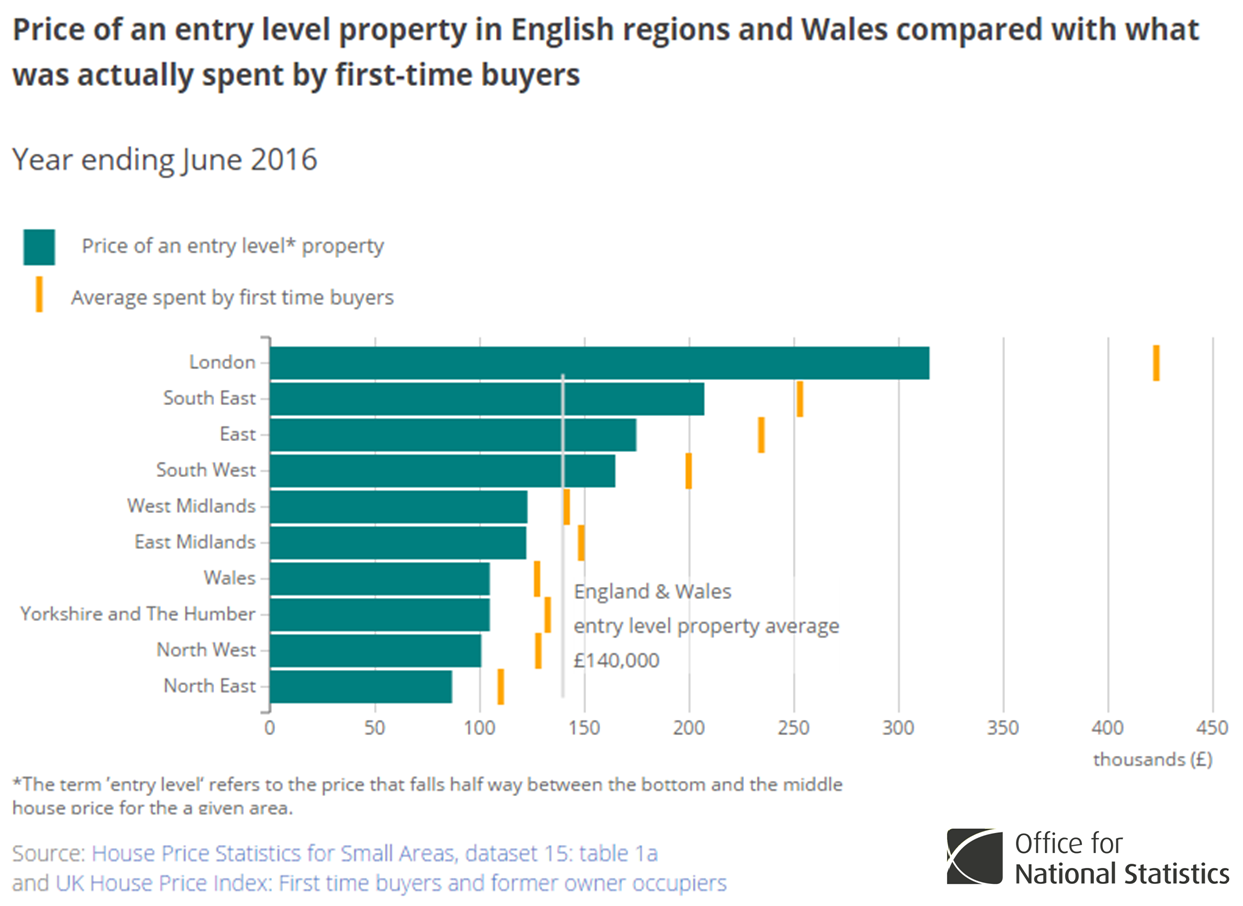 Price of an entry level property in English regions and Wales compared with what
was actually spent by first-time buyers
Year ending June 2016
Price of an entry level* property
Average spent by first time buyers
London
South East
East
South West
West Midlands
East Midlands
Wales
Yorkshire and The Humber
North West
North East
England & Wales
entry level property average
£140,000
0 50 100 150 200 250 300 350 400 450
thousands (£)
*The term 'entry level' refers to the price that falls half way between the bottom and the middle
house price for the a given area.
Source: House Price Statistics for Small Areas, dataset 15: table 1a
and UK House Price Index: First time buyers and former owner occupiers
Office for
National Statistics